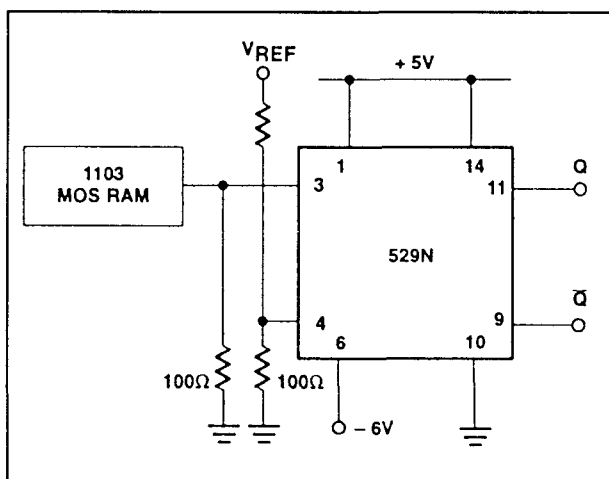 VREF
+ 5V
1103
MOS RAM
1
14
3
11
Q
529N
4
9
Q̅
6
10
100Ω
100Ω
– 6V